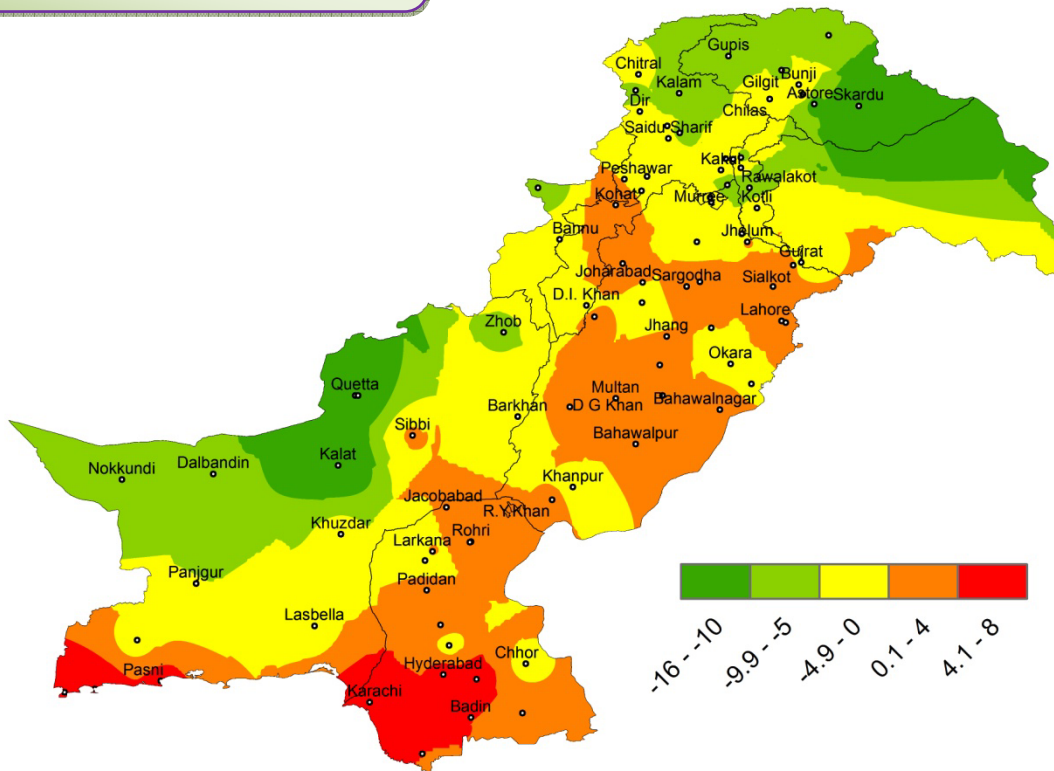 Gupis
Chitral
Bunji
Gilgit
Kalam
Astore Skardu
Dir
Chilas
Saidu Sharif
Peshawar
Rawalakot
Kohat
Murree
Kotli
Bannu
Jhelum
Gujrat
Joharabad
Sargodha
Sialkot
D.I. Khan
Lahore
Zhob
Jhang
Okara
Quetta
Multan
Barkhan
D G Khan
Bahawalnagar
Sibbi
Bahawalpur
Kalat
Nokkundi
Dalbandin
Khanpur
Jacobabad
R.Y.Khan
Khuzdar
Rohri
Larkana
Panjgur
Padidan
Lasbella
Chhor
Pasni
Hyderabad
Karachi
Badin
-16 - -10
-9.9 - -5
-4.9 - 0
0.1 - 4
4.1 - 8